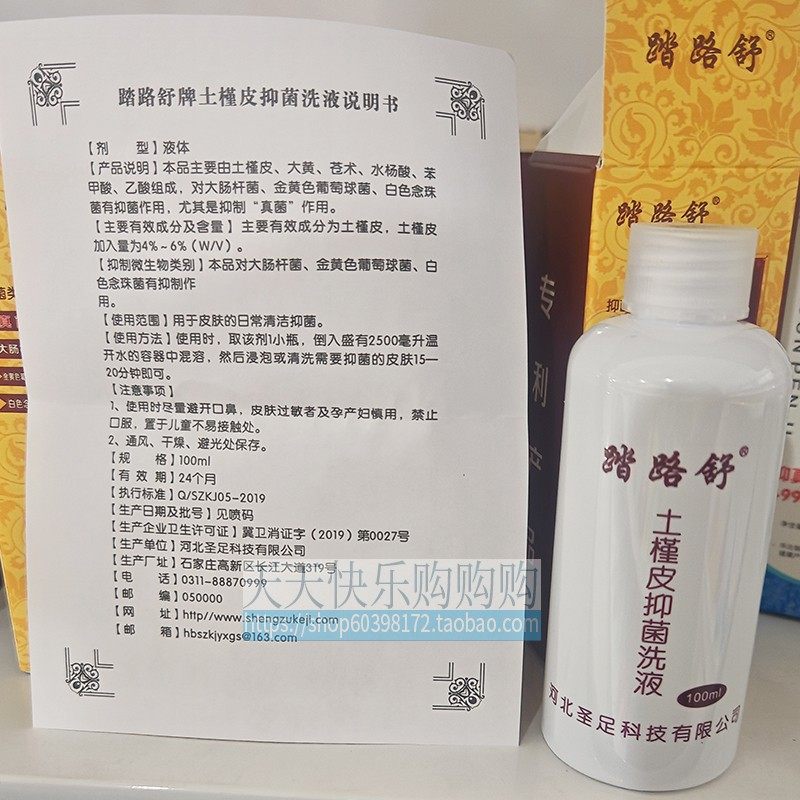 踏路舒牌土槿皮抑菌洗液说明书
【剂 型】液体
【产品说明】本品主要由土槿皮、大黄、苍术、水杨酸、苯
甲酸、乙酸组成，对大肠杆菌、金黄色葡萄球菌、白色念珠
菌有抑菌作用，尤其是抑制“真菌”作用。
【主要有效成分及含量】主要有效成分为土槿皮，土槿皮
加入量为4%~6%（W/V）。
【抑制微生物类别】本品对大肠杆菌、金黄色葡萄球菌、白
色念珠菌有抑制作
用。
【使用范围】用于皮肤的日常清洁抑菌。
【使用方法】使用时，取该剂1小瓶，倒入盛有2500毫升温
开水的容器中混溶，然后浸泡或清洗需要抑菌的皮肤15—
20分钟即可。
【注意事项】
1、使用时尽量避开口鼻，皮肤过敏者及孕产妇慎用，禁止
口服，置于儿童不易接触处。
2、通风、干燥、避光处保存。
【规 格】100ml
【有 效 期】24个月
【执行标准】Q/SZKJ05-2019
【生产日期及批号】见喷码
【生产企业卫生许可证】冀卫消证字（2019）第0027号
【生产单位】河北圣足科技有限公司
【生产厂址】石家庄高新区长江大道319号
【电 话】0311-88870999
【邮 编】050000
【网 址】http//www.shengzukeji.com
【邮 箱】hbszkjyxgs@163.com
天天快乐购购购
https://shop60398172.taobao.com
踏路舒®
踏路舒®
专利
踏路舒®
土槿皮抑菌洗液
100ml
河北圣足科技有限公司